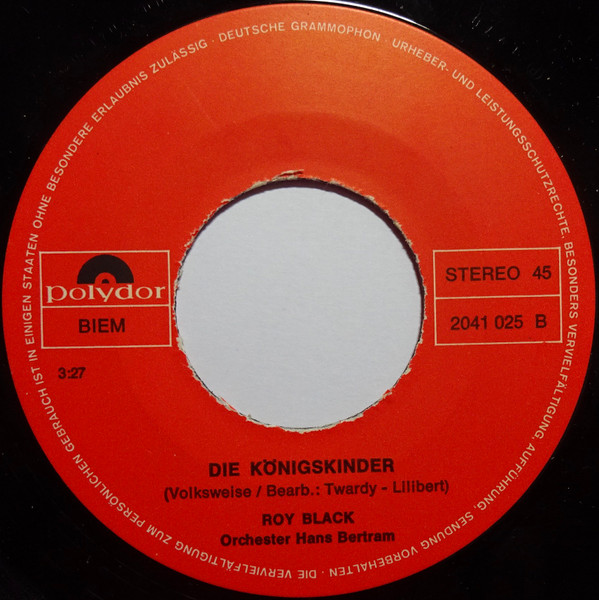 DEUTSCHE GRAMMOPHON · URHEBER- UND LEISTUNGSSCHUTZRECHTE, BESONDERS VERVIELFÄLTIGUNG, AUFFÜHRUNG, SENDUNG VORBEHALTEN · DIE VERVIELFÄLTIGUNG ZUM PERSÖNLICHEN GEBRAUCH IST IN EINIGEN STAATEN OHNE BESONDERE ERLAUBNIS ZULÄSSIG ·
polydor
BIEM
STEREO 45
2041 025 B
3:27
DIE KÖNIGSKINDER
(Volksweise / Bearb.: Twardy - Lilibert)
ROY BLACK
Orchester Hans Bertram